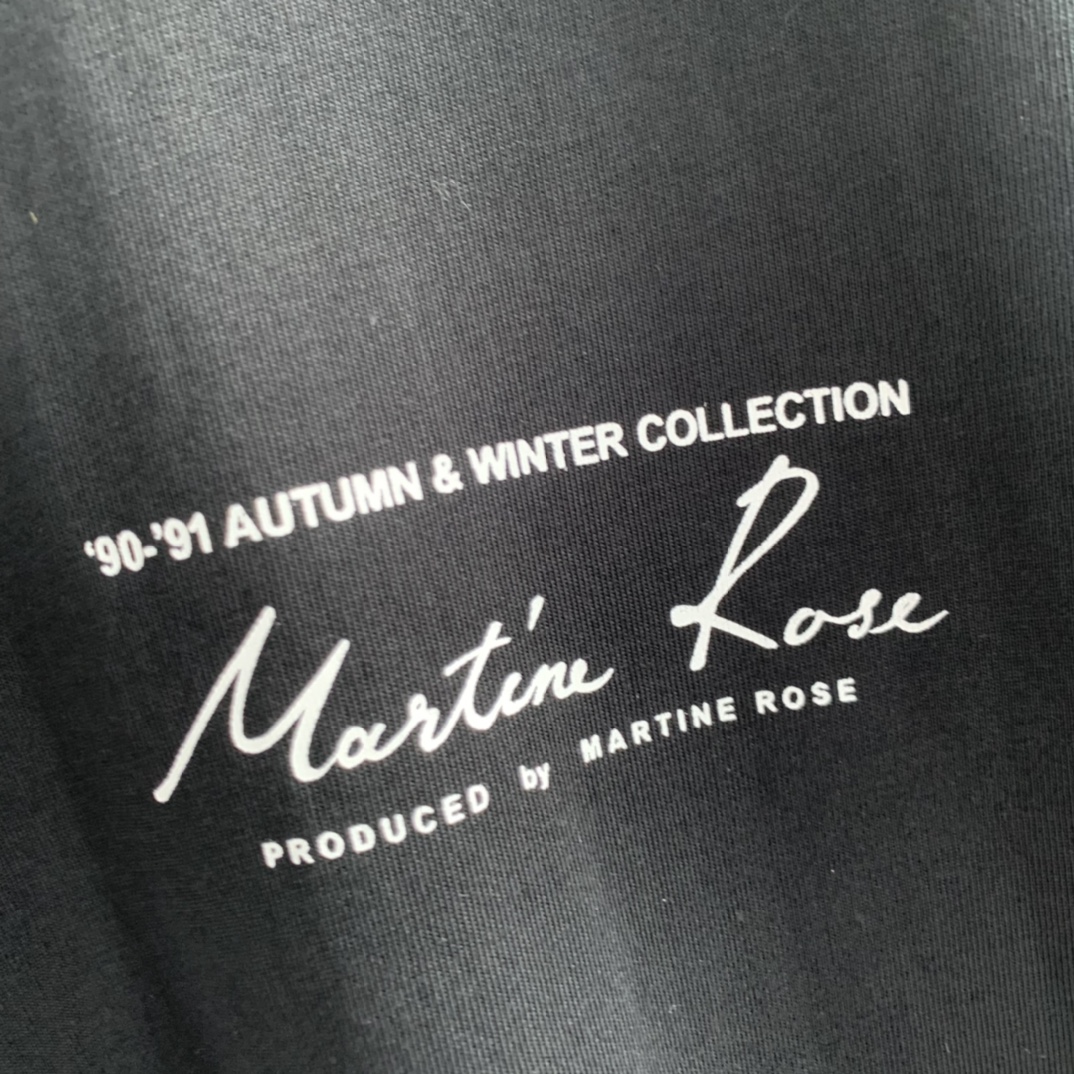 ‘90-’91 AUTUMN & WINTER COLLECTION
Martine Rose
PRODUCED by MARTINE ROSE